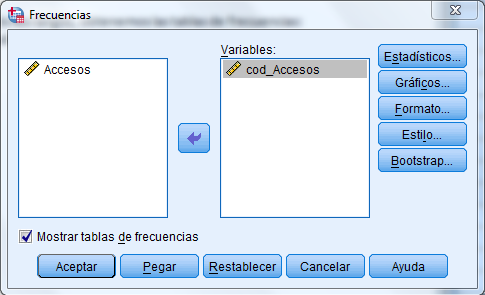 Frecuencias
Variables:
Accesos
cod_Accesos
Estadísticos...
Gráficos...
Formato...
Estilo...
Bootstrap...
Mostrar tablas de frecuencias
Aceptar
Pegar
Restablecer
Cancelar
Ayuda